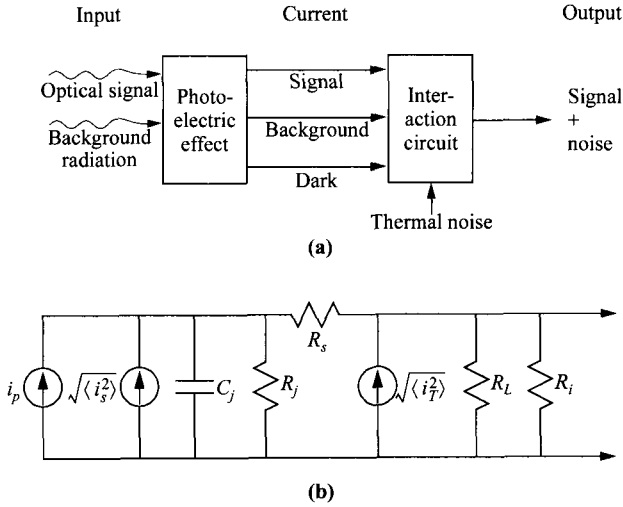 Input
Current
Output
Optical signal
Background
radiation
Photo-
electric
effect
Signal
Background
Dark
Inter-
action
circuit
Thermal noise
Signal
+
noise
(a)
i_p
√⟨i_s^2⟩
C_j
R_j
R_s
√⟨i_T^2⟩
R_L
R_i
(b)